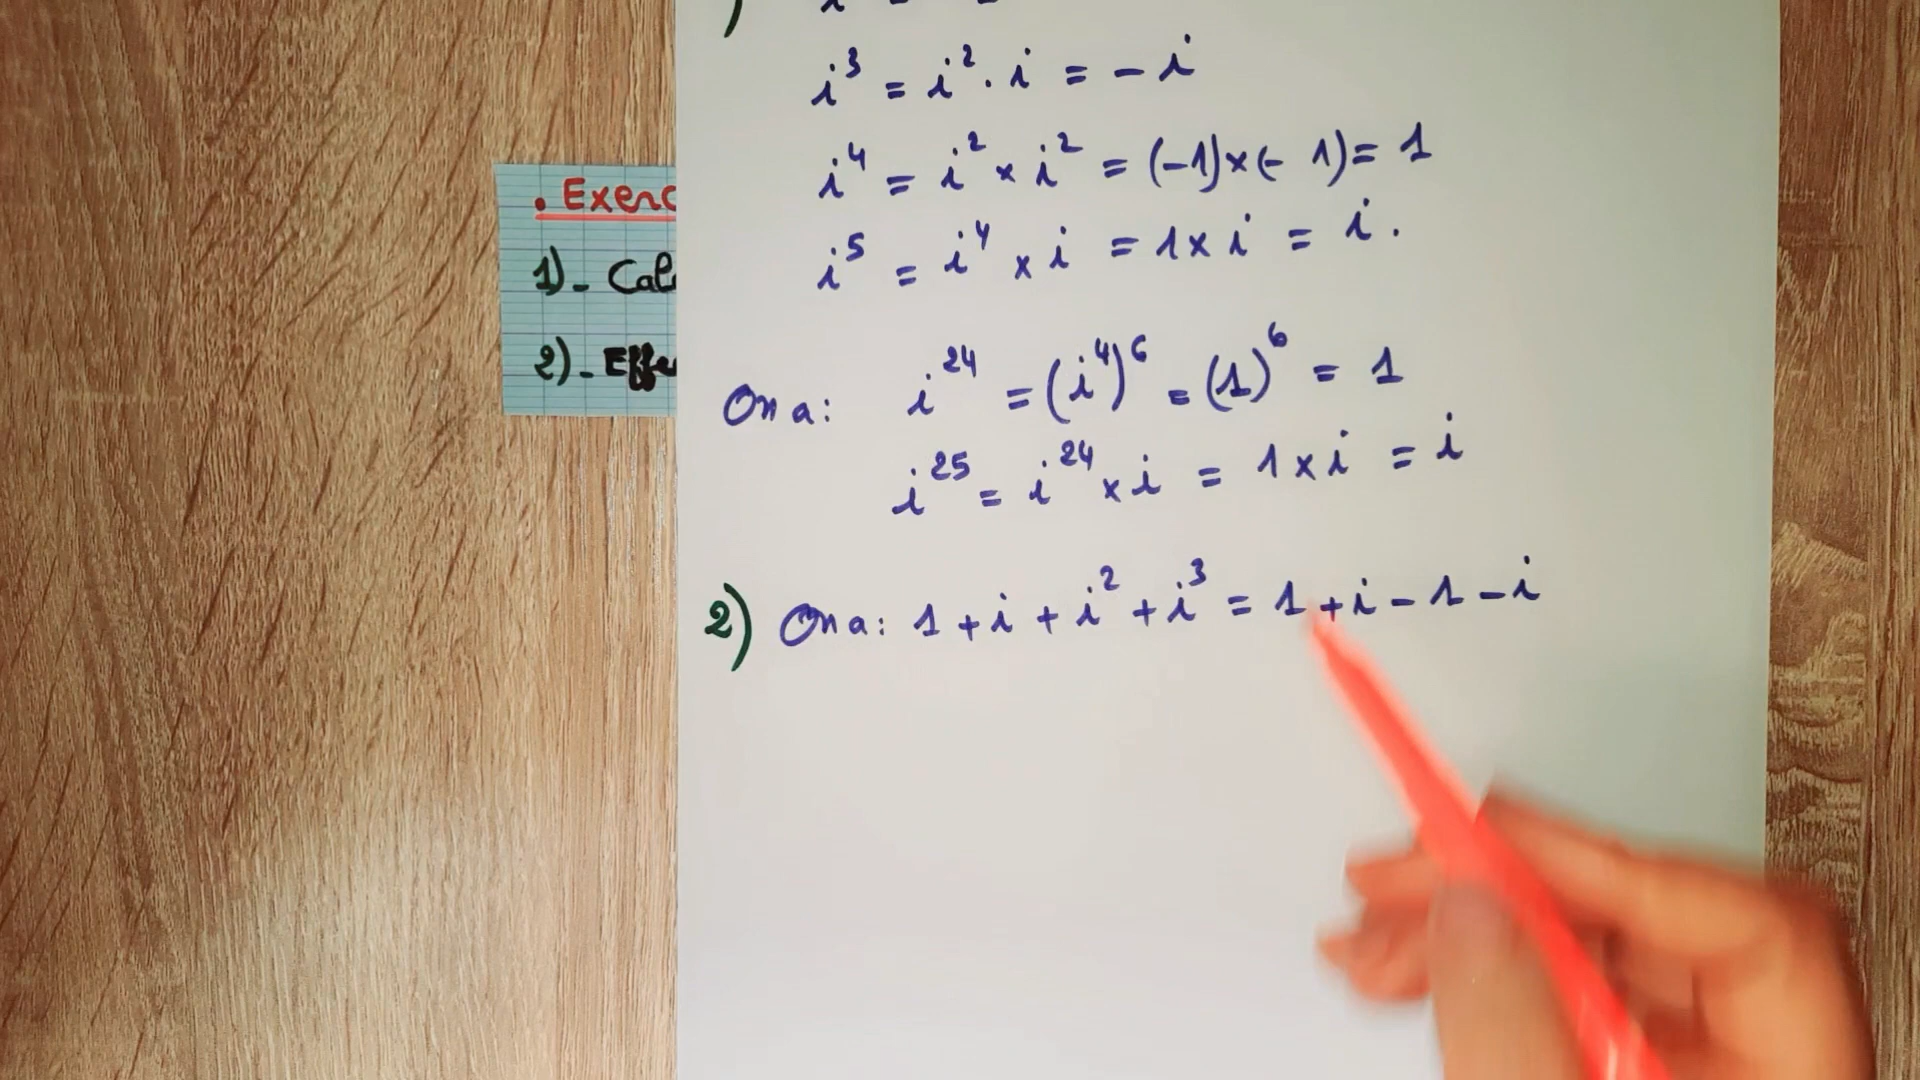 i³ = i² . i = - i
i⁴ = i² × i² = (-1)×(- 1)= 1
i⁵ = i⁴ × i = 1× i = i .
. Exerc
1)- Calc
2)- Effe
On a: i²⁴ = (i⁴)⁶ = (1)⁶ = 1
i²⁵ = i²⁴ × i = 1 × i = i
2) On a: 1 + i + i² + i³ = 1 + i - 1 - i